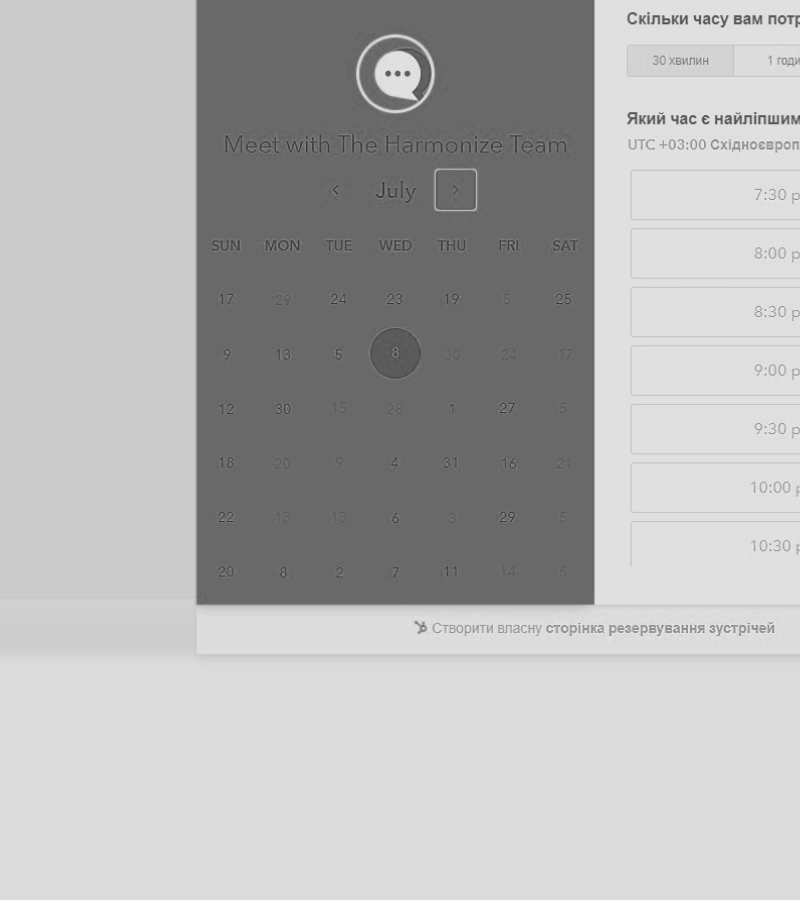 Meet with The Harmonize Team
July
SUN MON TUE WED THU FRI SAT
17 29 24 23 19 5 25
9 13 5 8 30 24 17
12 30 15 28 1 27 5
18 20 9 4 31 16 21
22 13 13 6 3 29 5
20 8 2 7 11 14 5
Скільки часу вам
30 хвилин
Який час є найліпшим
UTC +03:00
7:30
8:00
8:30
9:00
9:30
10:00
10:30
Створити власну сторінка резервування зустрічей